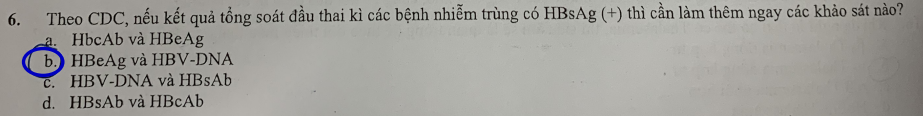 6. Theo CDC, nếu kết quả tổng soát đầu thai kì các bệnh nhiễm trùng có HBsAg (+) thì cần làm thêm ngay các khảo sát nào?
a. HbcAb và HBeAg
b. HBeAg và HBV-DNA
c. HBV-DNA và HBsAb
d. HBsAb và HBcAb